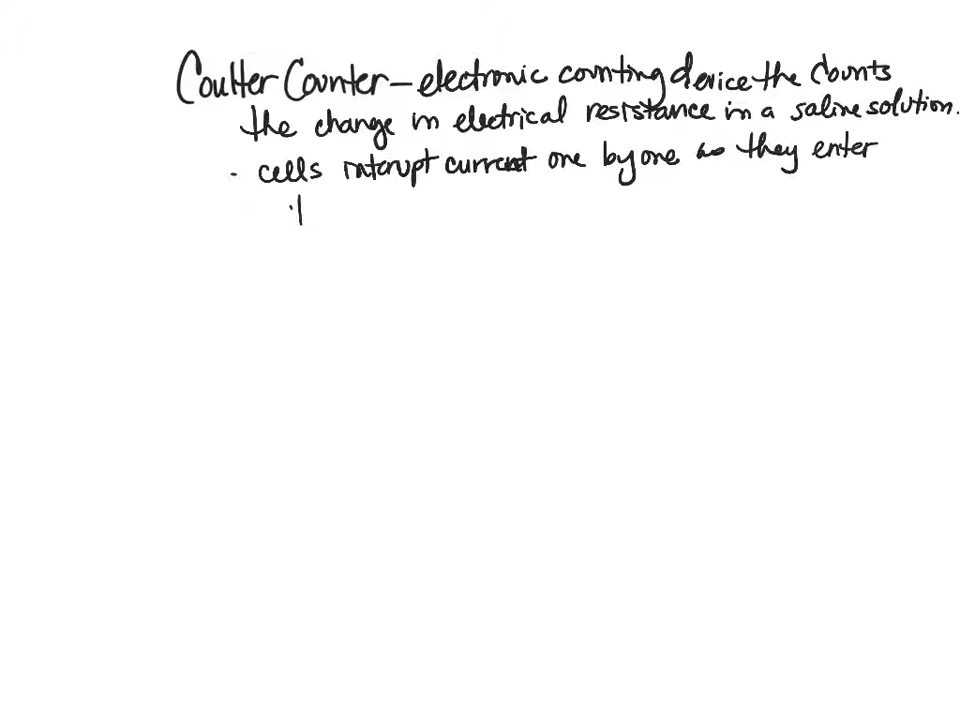 Coulter Counter – electronic counting device the counts
the change in electrical resistance in a saline solution.
· cells interupt current one by one as they enter